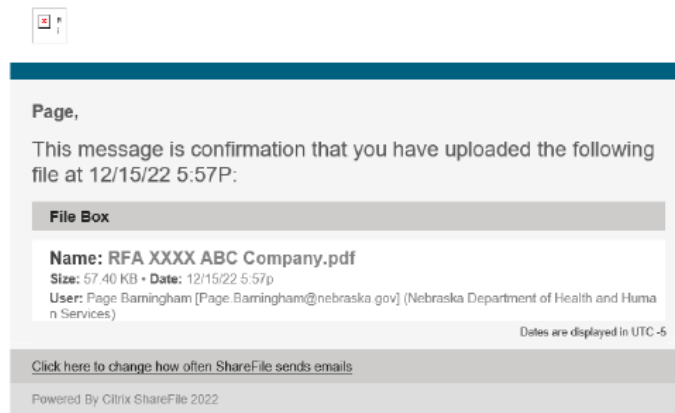 Page,
This message is confirmation that you have uploaded the following
file at 12/15/22 5:57P:
File Box
Name: RFA XXXX ABC Company.pdf
Size: 57.40 KB • Date: 12/15/22 5:57p
User: Page Barningham [Page.Barningham@nebraska.gov] (Nebraska Department of Health and Huma
n Services)
Dates are displayed in UTC -5
Click here to change how often ShareFile sends emails
Powered By Citrix ShareFile 2022